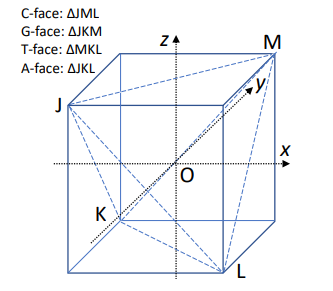 C-face: ΔJML
G-face: ΔJKM
T-face: ΔMKL
A-face: ΔJKL
z
M
y
J
x
O
K
L